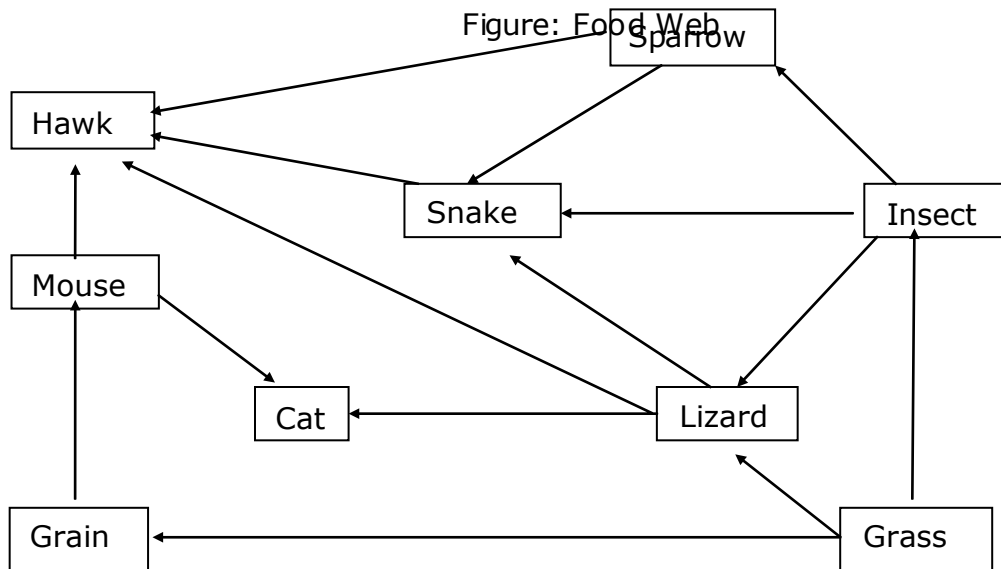 Figure: Food Web
Sparrow
Hawk
Snake
Insect
Mouse
Cat
Lizard
Grain
Grass